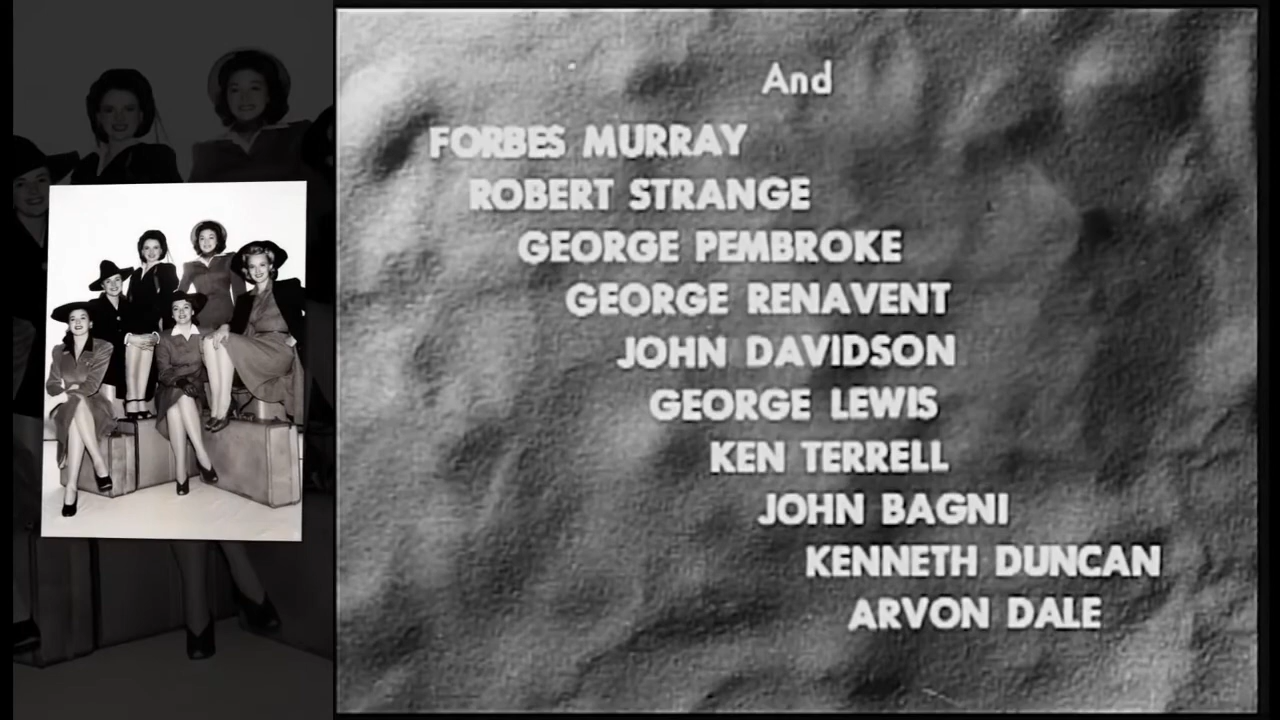 And
FORBES MURRAY
ROBERT STRANGE
GEORGE PEMBROKE
GEORGE RENAVENT
JOHN DAVIDSON
GEORGE LEWIS
KEN TERRELL
JOHN BAGNI
KENNETH DUNCAN
ARVON DALE